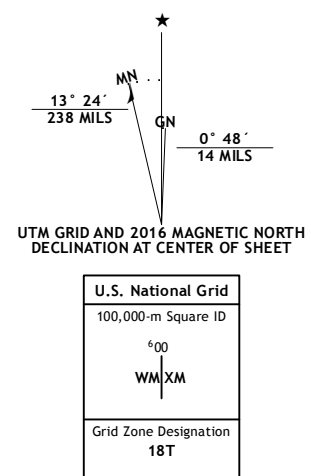 ★
MN
13° 24´
238 MILS
GN
0° 48´
14 MILS
UTM GRID AND 2016 MAGNETIC NORTH
DECLINATION AT CENTER OF SHEET
U.S. National Grid
100,000-m Square ID
⁶00
WM XM
Grid Zone Designation
18T